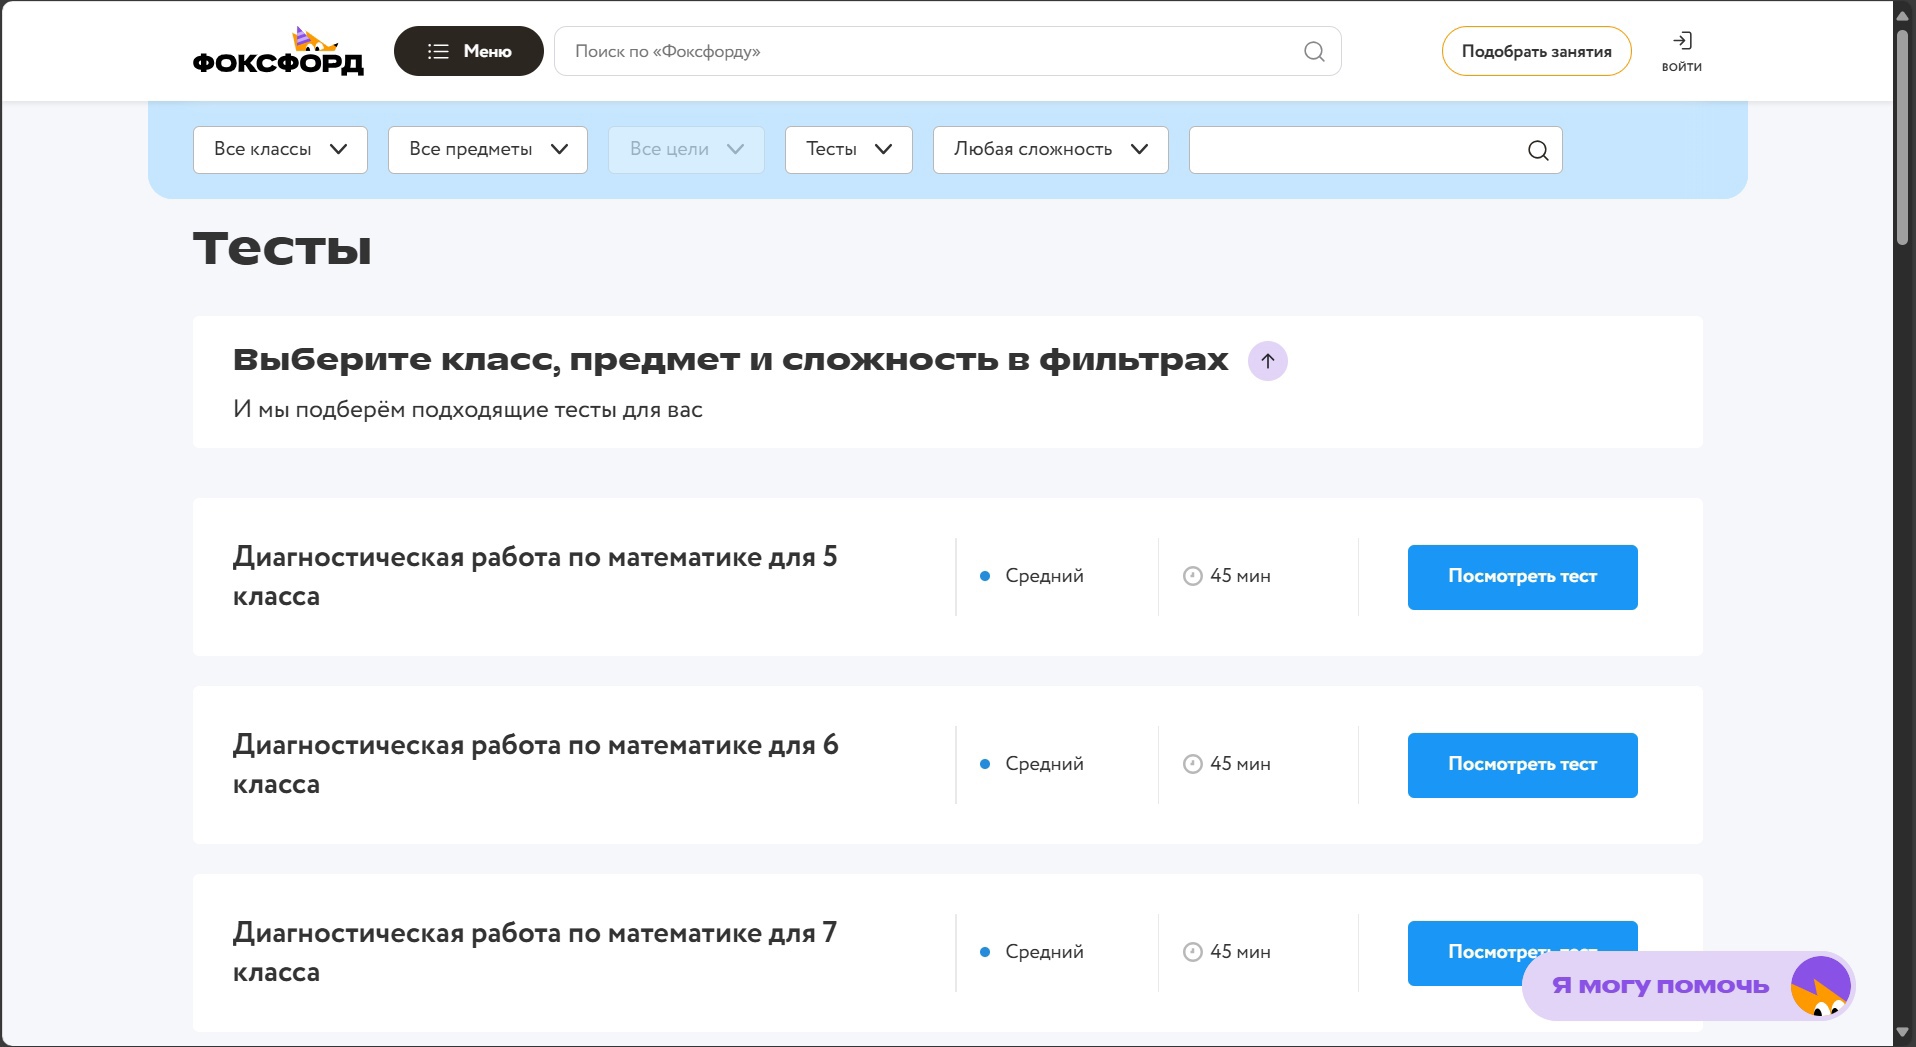 ФОКСФОРД
Меню
Поиск по «Фоксфорду»
Подобрать занятия
войти
Все классы
Все предметы
Все цели
Тесты
Любая сложность
Тесты
Выберите класс, предмет и сложность в фильтрах
И мы подберём подходящие тесты для вас
Диагностическая работа по математике для 5
класса
Средний
45 мин
Посмотреть тест
Диагностическая работа по математике для 6
класса
Средний
45 мин
Посмотреть тест
Диагностическая работа по математике для 7
класса
Средний
45 мин
Посмотреть тест
Я могу помочь